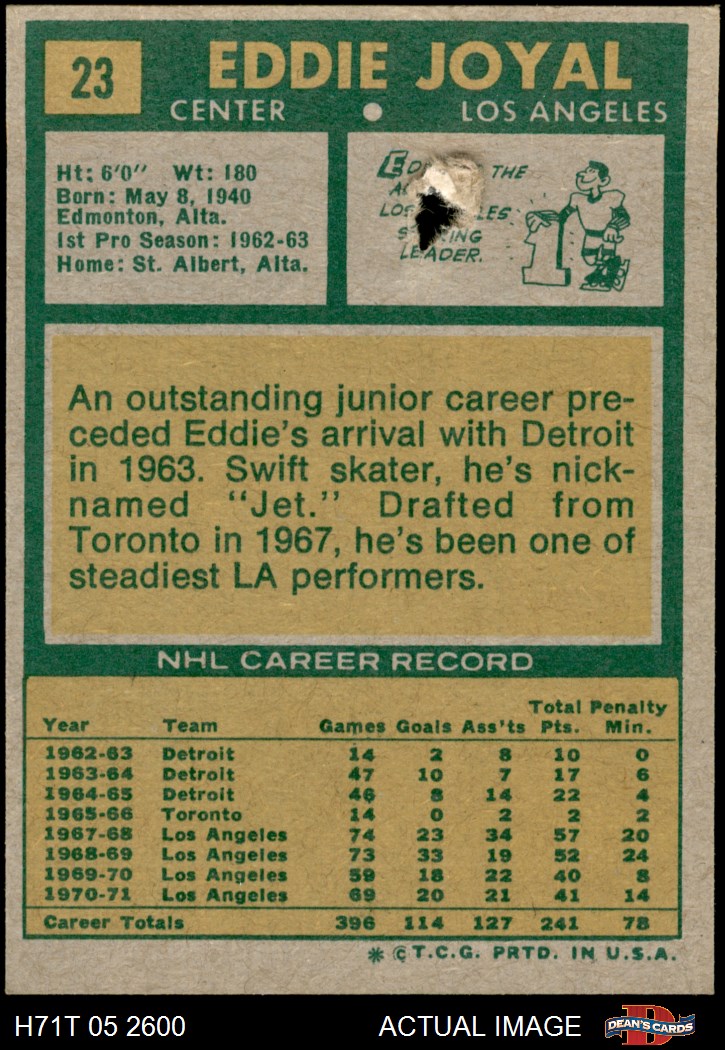 23
EDDIE JOYAL
CENTER • LOS ANGELES
Ht: 6'0" Wt: 180
Born: May 8, 1940
Edmonton, Alta.
1st Pro Season: 1962-63
Home: St. Albert, Alta.
THE
LEADER.
1
An outstanding junior career pre-
ceded Eddie's arrival with Detroit
in 1963. Swift skater, he's nick-
named "Jet." Drafted from
Toronto in 1967, he's been one of
steadiest LA performers.
NHL CAREER RECORD
Year Team Games Goals Ass'ts Total Pts. Penalty Min.
1962-63 Detroit 14 2 8 10 0
1963-64 Detroit 47 10 7 17 6
1964-65 Detroit 46 8 14 22 4
1965-66 Toronto 14 0 2 2 2
1967-68 Los Angeles 74 23 34 57 20
1968-69 Los Angeles 73 33 19 52 24
1969-70 Los Angeles 59 18 22 40 8
1970-71 Los Angeles 69 20 21 41 14
Career Totals 396 114 127 241 78
* © T.C.G. PRTD. IN U.S.A.
H71T 05 2600 ACTUAL IMAGE
DEAN'S CARDS